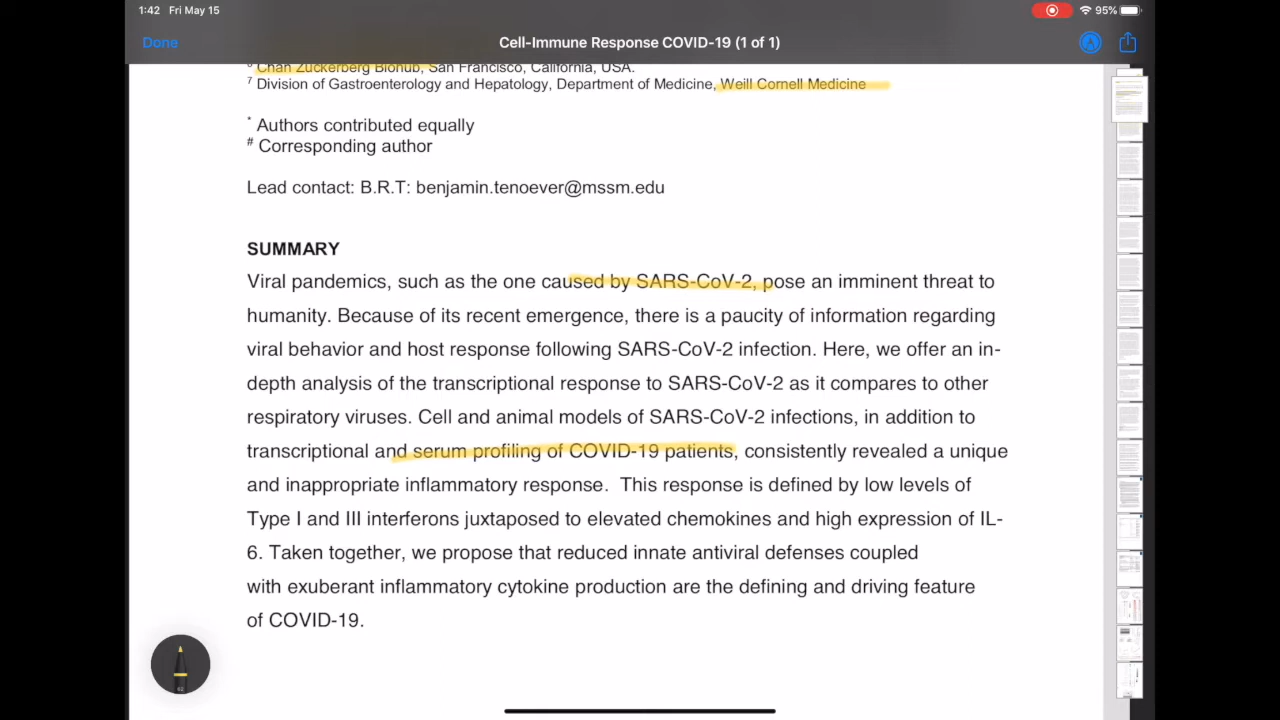 1:42 Fri May 15
95%
Done
Cell-Immune Response COVID-19 (1 of 1)
6 Chan Zuckerberg Biohub, San Francisco, California, USA.
7 Division of Gastroenterology and Hepatology, Department of Medicine, Weill Cornell Medicine
* Authors contributed equally
# Corresponding author
Lead contact: B.R.T: benjamin.tenoever@mssm.edu
SUMMARY
Viral pandemics, such as the one caused by SARS-CoV-2, pose an imminent threat to
humanity. Because of its recent emergence, there is a paucity of information regarding
viral behavior and host response following SARS-CoV-2 infection. Here, we offer an in-
depth analysis of the transcriptional response to SARS-CoV-2 as it compares to other
respiratory viruses. Cell and animal models of SARS-CoV-2 infections, in addition to
transcriptional and serum profiling of COVID-19 patients, consistently revealed a unique
and inappropriate inflammatory response. This response is defined by low levels of
Type I and III interferons juxtaposed to elevated chemokines and high expression of IL-
6. Taken together, we propose that reduced innate antiviral defenses coupled
with exuberant inflammatory cytokine production are the defining and driving feature
of COVID-19.